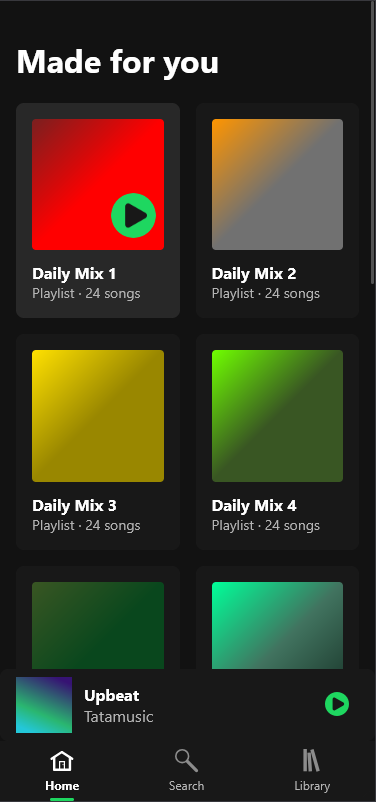 Made for you
Daily Mix 1
Playlist · 24 songs
Daily Mix 2
Playlist · 24 songs
Daily Mix 3
Playlist · 24 songs
Daily Mix 4
Playlist · 24 songs
Upbeat
Tatamusic
Home
Search
Library